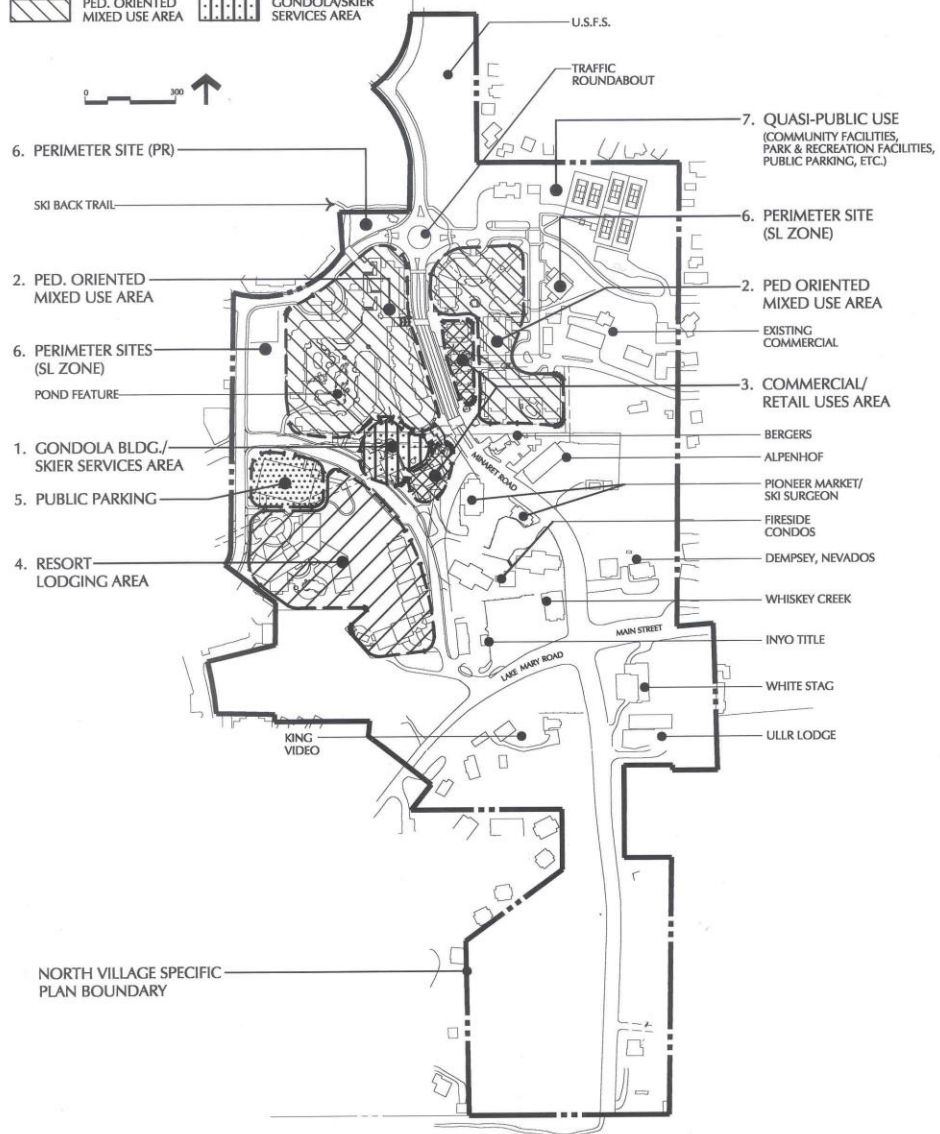 PED. ORIENTED
MIXED USE AREA
GONDOLA/SKIER
SERVICES AREA
0
300
U.S.F.S.
TRAFFIC
ROUNDABOUT
6. PERIMETER SITE (PR)
SKI BACK TRAIL
2. PED. ORIENTED
MIXED USE AREA
6. PERIMETER SITES
(SL ZONE)
POND FEATURE
1. GONDOLA BLDG./
SKIER SERVICES AREA
5. PUBLIC PARKING
4. RESORT
LODGING AREA
7. QUASI-PUBLIC USE
(COMMUNITY FACILITIES,
PARK & RECREATION FACILITIES,
PUBLIC PARKING, ETC.)
6. PERIMETER SITE
(SL ZONE)
2. PED ORIENTED
MIXED USE AREA
EXISTING
COMMERCIAL
3. COMMERCIAL/
RETAIL USES AREA
BERGERS
ALPENHOF
PIONEER MARKET/
SKI SURGEON
FIRESIDE
CONDOS
DEMPSEY, NEVADOS
WHISKEY CREEK
INYO TITLE
WHITE STAG
ULLR LODGE
MINARET ROAD
MAIN STREET
LAKE MARY ROAD
KING
VIDEO
NORTH VILLAGE SPECIFIC
PLAN BOUNDARY